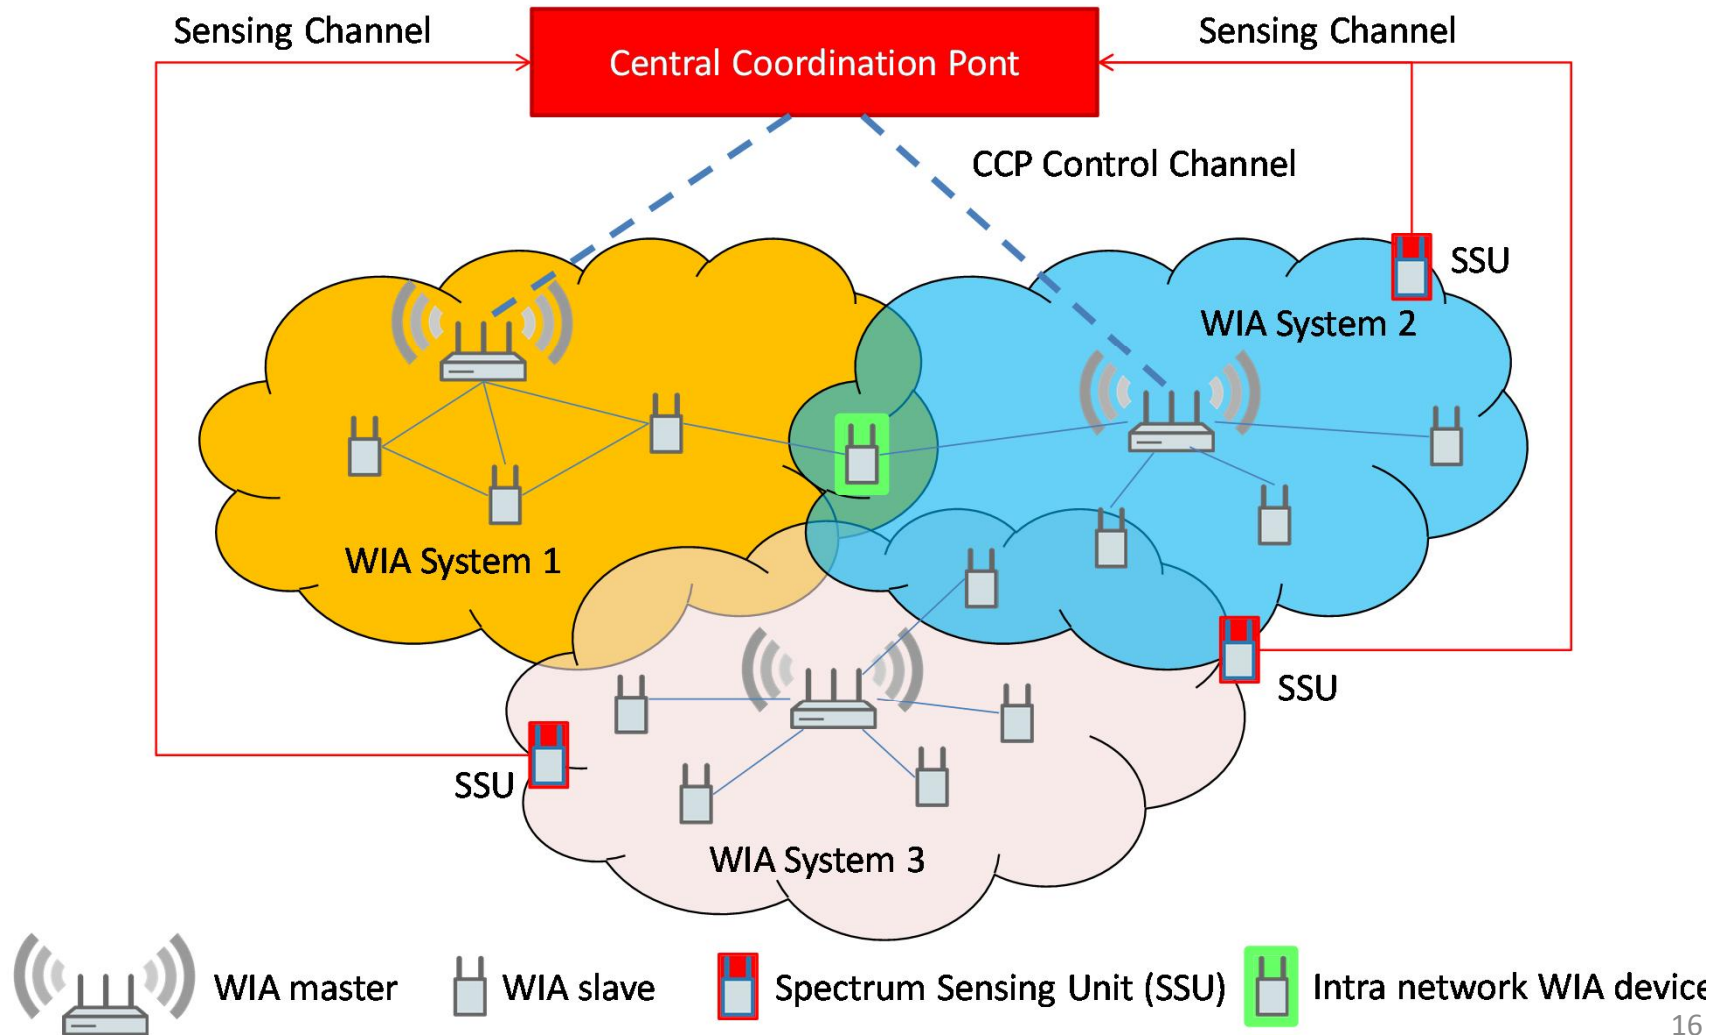 Sensing Channel
Central Coordination Pont
Sensing Channel
CCP Control Channel
SSU
WIA System 2
WIA System 1
SSU
SSU
WIA System 3
WIA master
WIA slave
Spectrum Sensing Unit (SSU)
Intra network WIA device
16